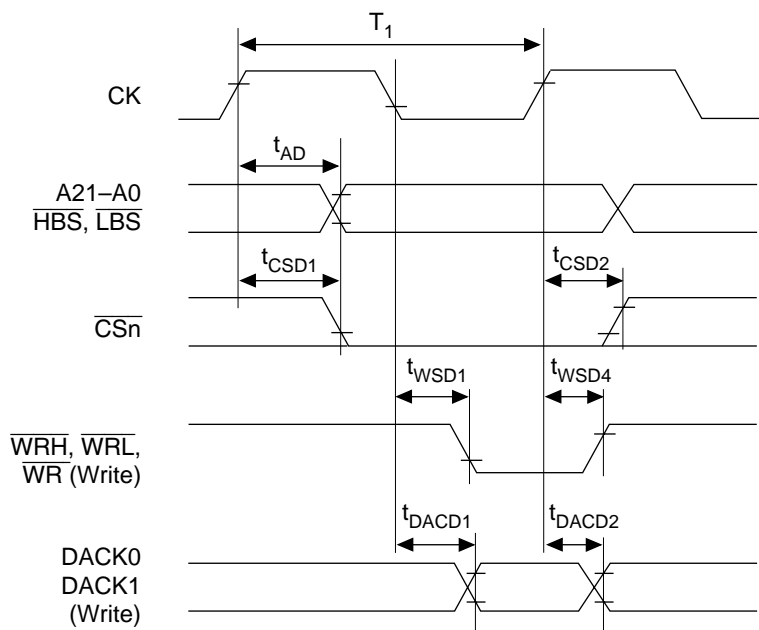 T1
CK
tAD
A21–A0
HBS, LBS
tCSD1
tCSD2
CSn
tWSD1
tWSD4
WRH, WRL,
WR (Write)
tDACD1
tDACD2
DACK0
DACK1
(Write)